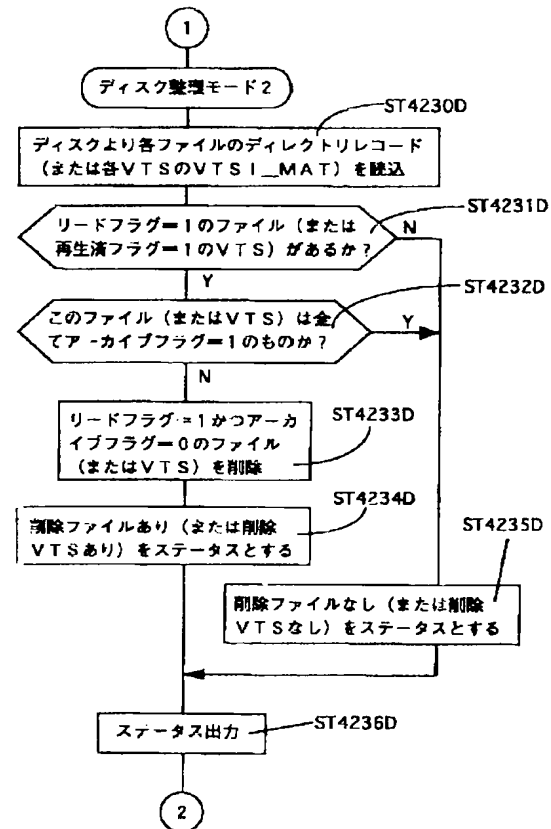 1
ディスク整理モード2
ST4230D
ディスクより各ファイルのディレクトリレコード
(または各VTSのVTSI_MAT)を読込
ST4231D
リードフラグ=1のファイル(または
再生済フラグ=1のVTS)があるか?
N
Y
ST4232D
このファイル(またはVTS)は全
てアーカイブフラグ=1のものか?
Y
N
リードフラグ=1かつアーカ
イブフラグ=0のファイル
(またはVTS)を削除
ST4233D
ST4234D
削除ファイルあり(または削除
VTSあり)をステータスとする
ST4235D
削除ファイルなし(または削除
VTSなし)をステータスとする
ステータス出力
ST4236D
2